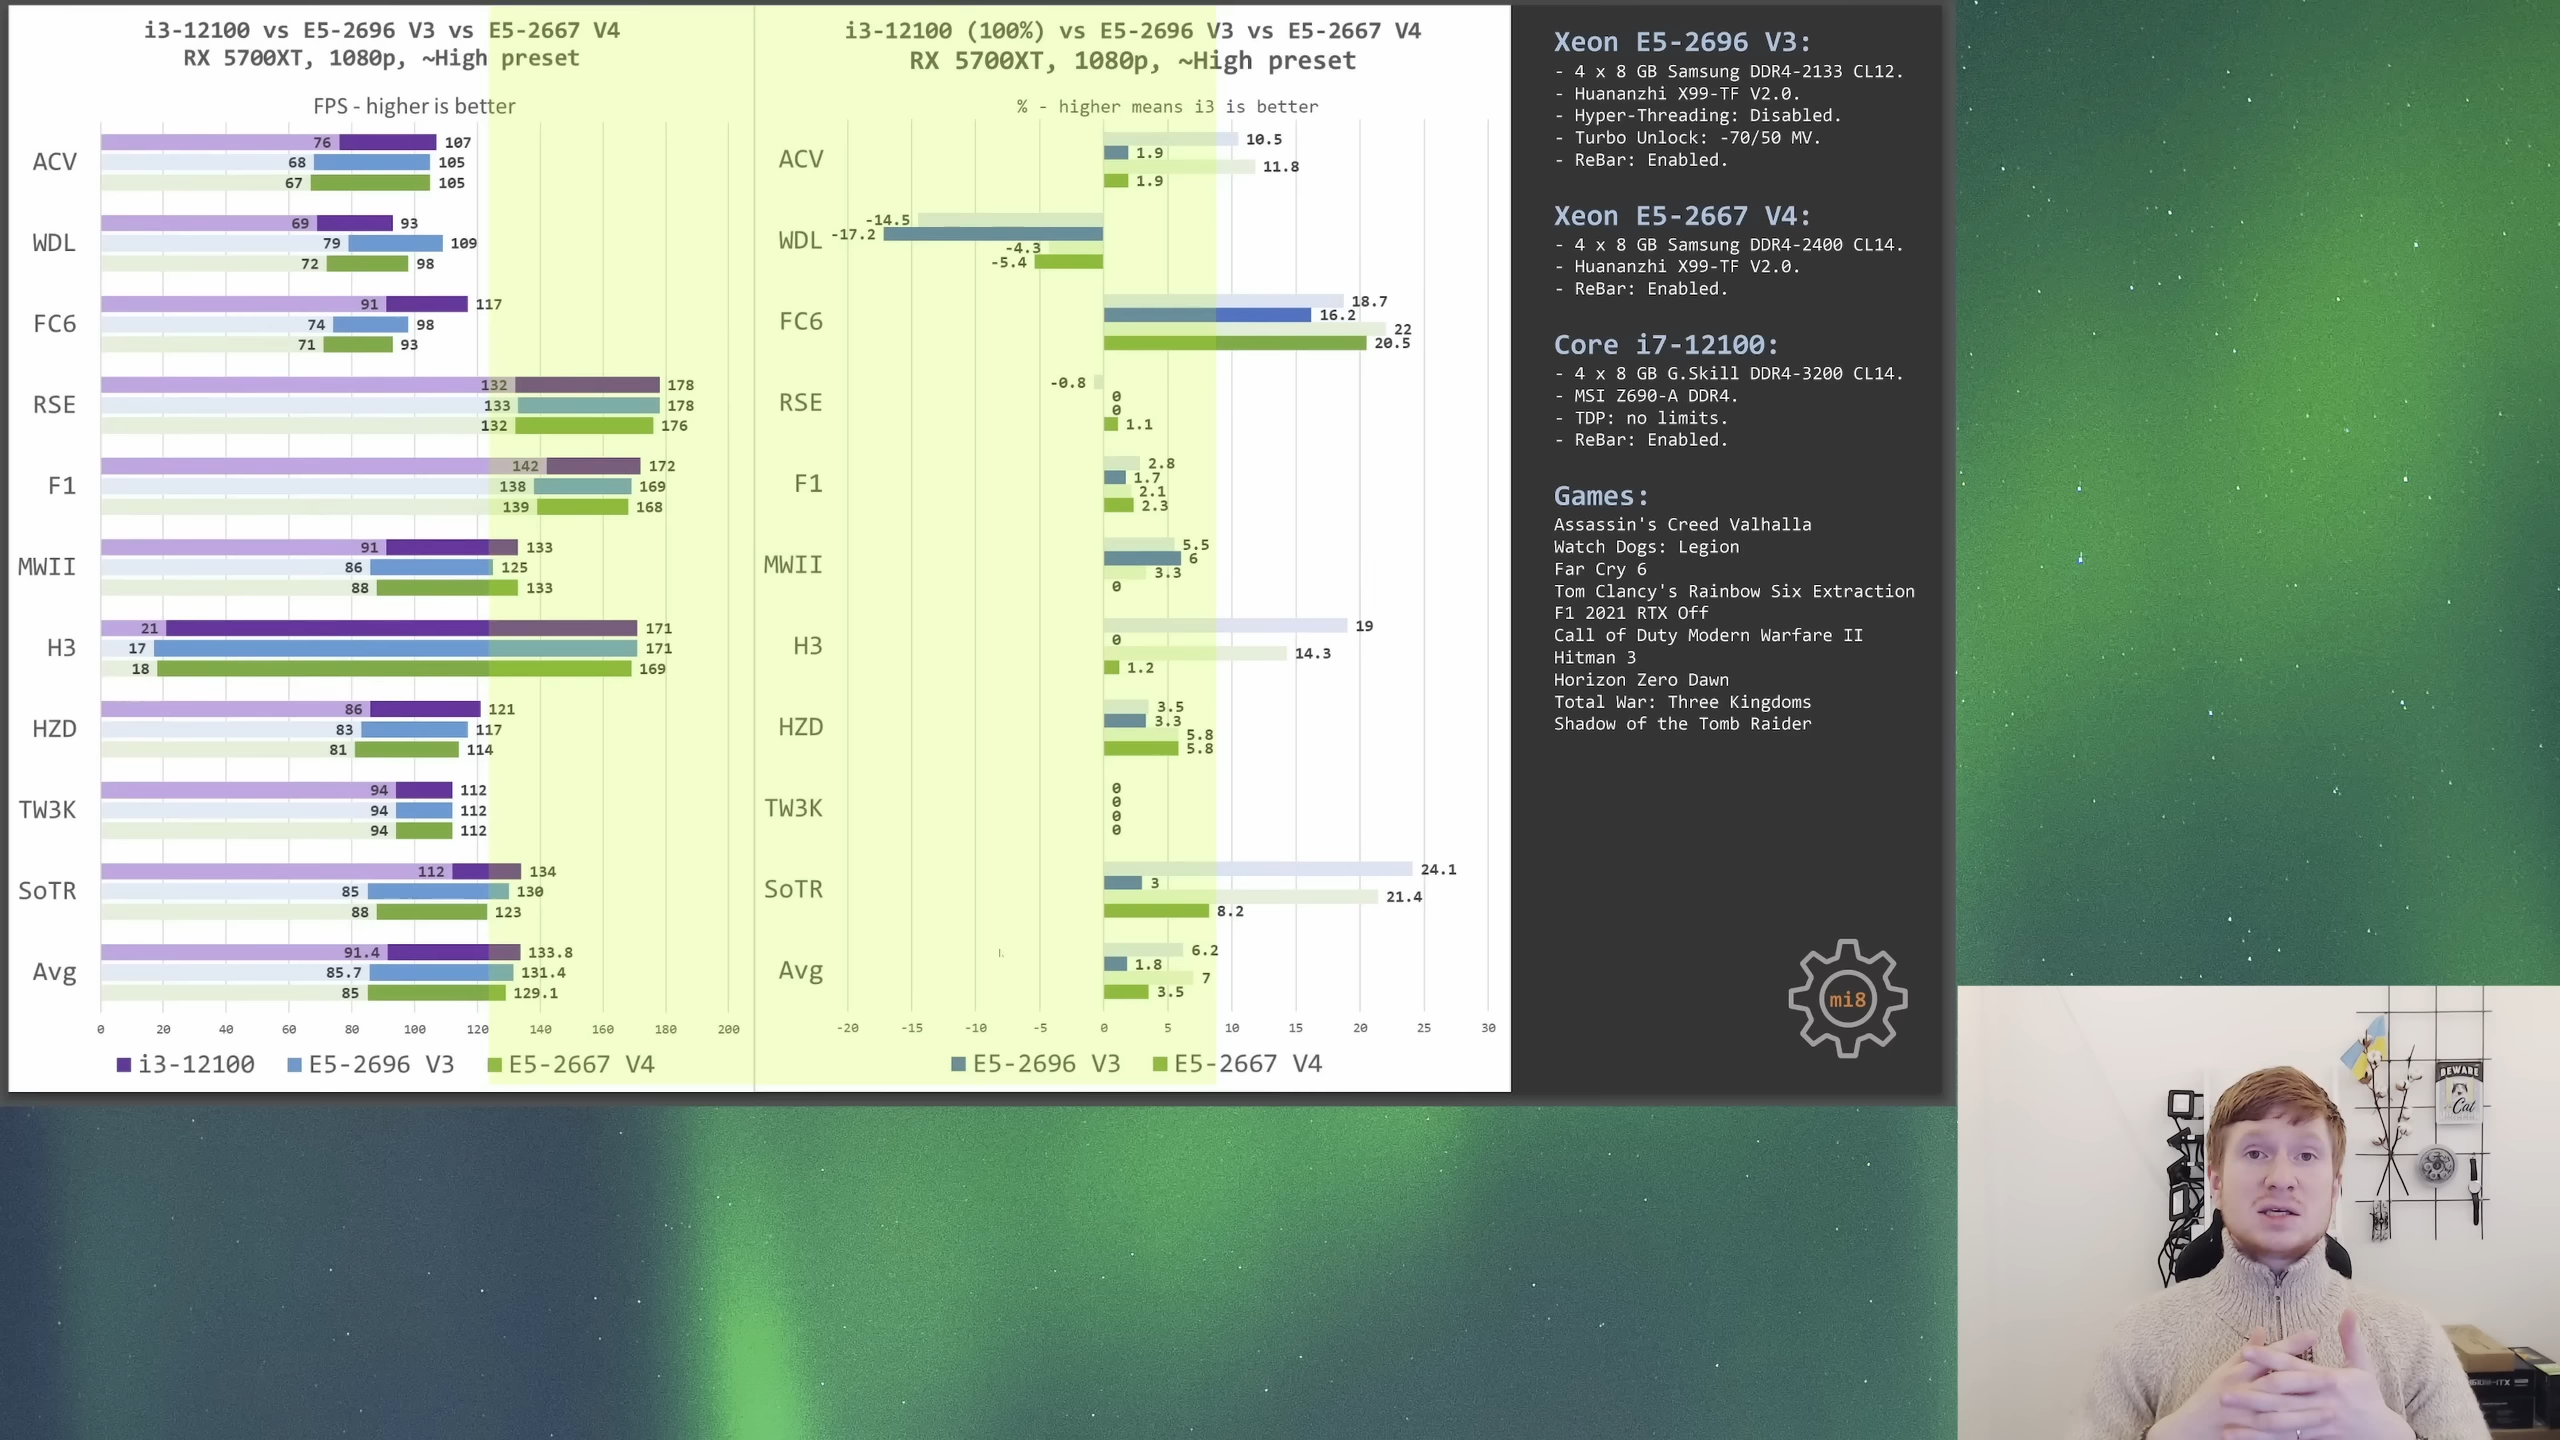 i3-12100 vs E5-2696 V3 vs E5-2667 V4
RX 5700XT, 1080p, ~High preset
FPS - higher is better
ACV
76 107
68 105
67 105
WDL
69 93
79 109
72 98
FC6
91 117
74 98
71 93
RSE
132 178
133 178
132 176
F1
142 172
138 169
139 168
MWII
91 133
86 125
88 133
H3
21 171
17 171
18 169
HZD
86 121
83 117
81 114
TW3K
94 112
94 112
94 112
SoTR
112 134
85 130
88 123
Avg
91.4 133.8
85.7 131.4
85 129.1
0 20 40 60 80 100 120 140 160 180 200
i3-12100 E5-2696 V3 E5-2667 V4
i3-12100 (100%) vs E5-2696 V3 vs E5-2667 V4
RX 5700XT, 1080p, ~High preset
% - higher means i3 is better
ACV
10.5
1.9
11.8
1.9
WDL
-14.5
-17.2
-4.3
-5.4
FC6
18.7
16.2
22
20.5
RSE
-0.8
0
0
1.1
F1
2.8
1.7
2.1
2.3
MWII
5.5
6
3.3
0
H3
19
0
14.3
1.2
HZD
3.5
3.3
5.8
5.8
TW3K
0
0
0
0
SoTR
24.1
3
21.4
8.2
Avg
6.2
1.8
7
3.5
-20 -15 -10 -5 0 5 10 15 20 25 30
E5-2696 V3 E5-2667 V4
Xeon E5-2696 V3:
- 4 x 8 GB Samsung DDR4-2133 CL12.
- Huananzhi X99-TF V2.0.
- Hyper-Threading: Disabled.
- Turbo Unlock: -70/50 MV.
- ReBar: Enabled.
Xeon E5-2667 V4:
- 4 x 8 GB Samsung DDR4-2400 CL14.
- Huananzhi X99-TF V2.0.
- ReBar: Enabled.
Core i7-12100:
- 4 x 8 GB G.Skill DDR4-3200 CL14.
- MSI Z690-A DDR4.
- TDP: no limits.
- ReBar: Enabled.
Games:
Assassin's Creed Valhalla
Watch Dogs: Legion
Far Cry 6
Tom Clancy's Rainbow Six Extraction
F1 2021 RTX Off
Call of Duty Modern Warfare II
Hitman 3
Horizon Zero Dawn
Total War: Three Kingdoms
Shadow of the Tomb Raider
mi8
BEWARE
Cat